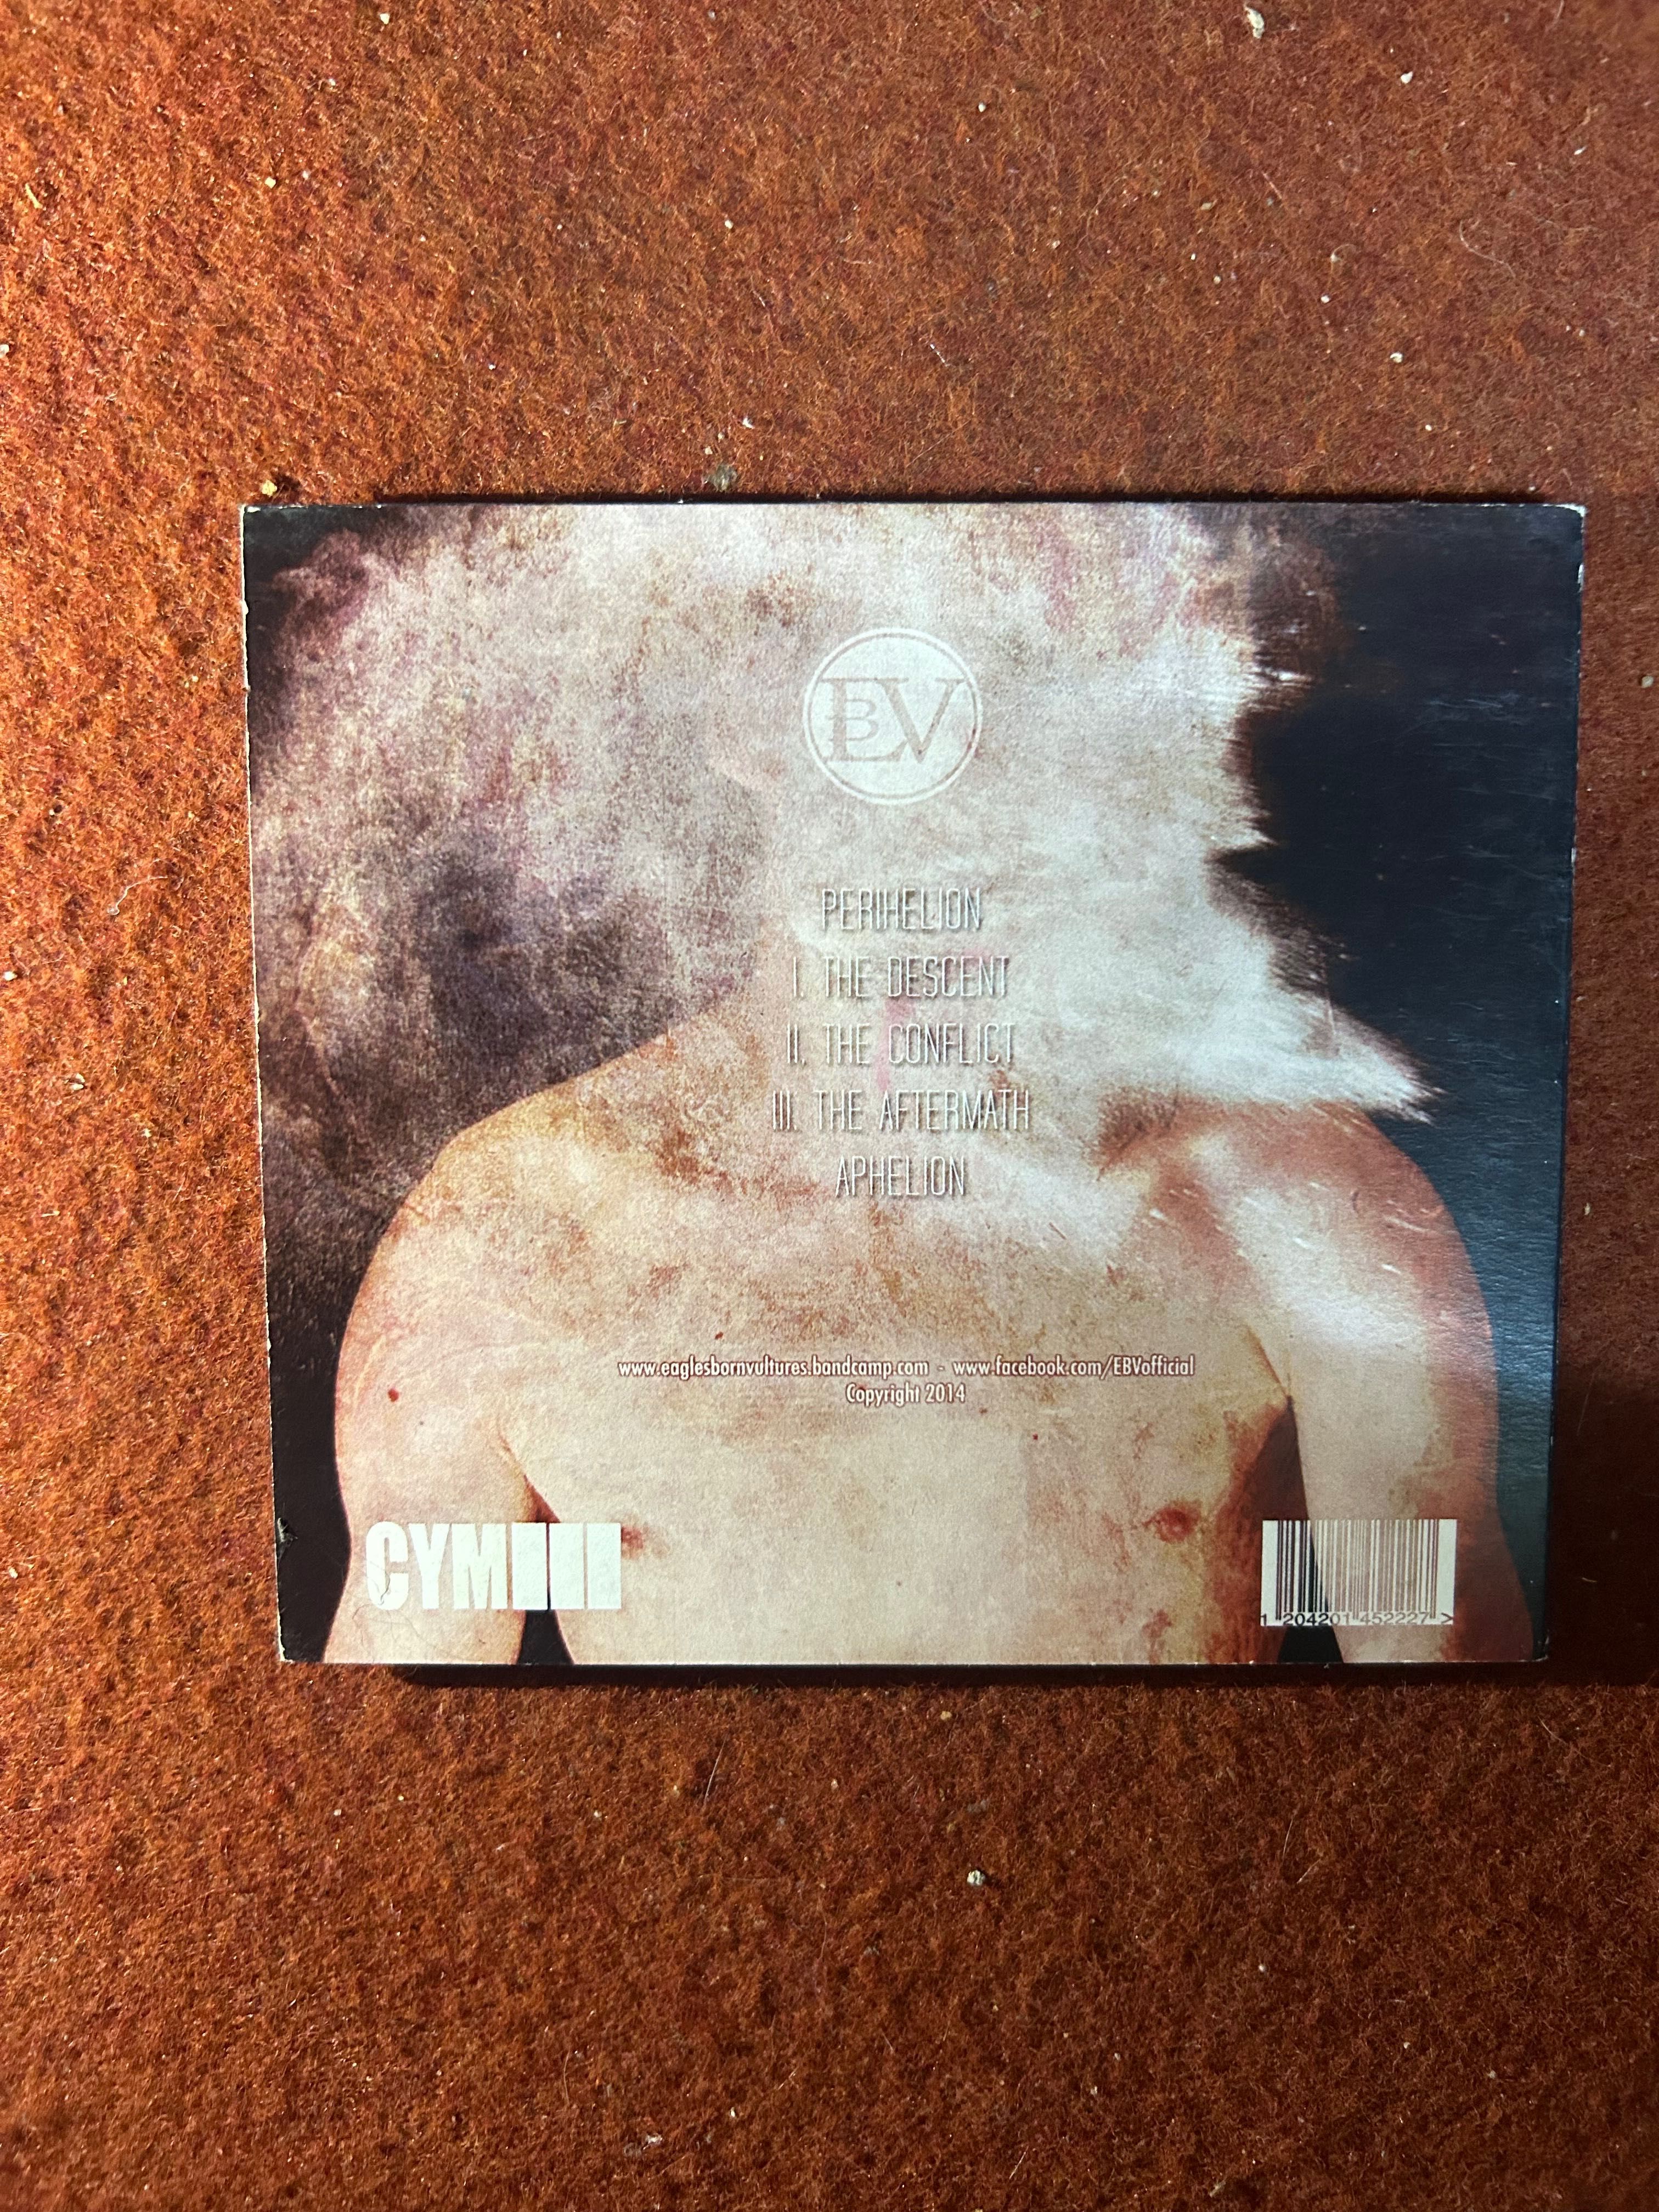 EBV
PERIHELION
I. THE DESCENT
II. THE CONFLICT
III. THE AFTERMATH
APHELION
www.eaglesbornvultures.bandcamp.com - www.facebook.com/EBVofficial
Copyright 2014
CYM
1 204201 452227 >